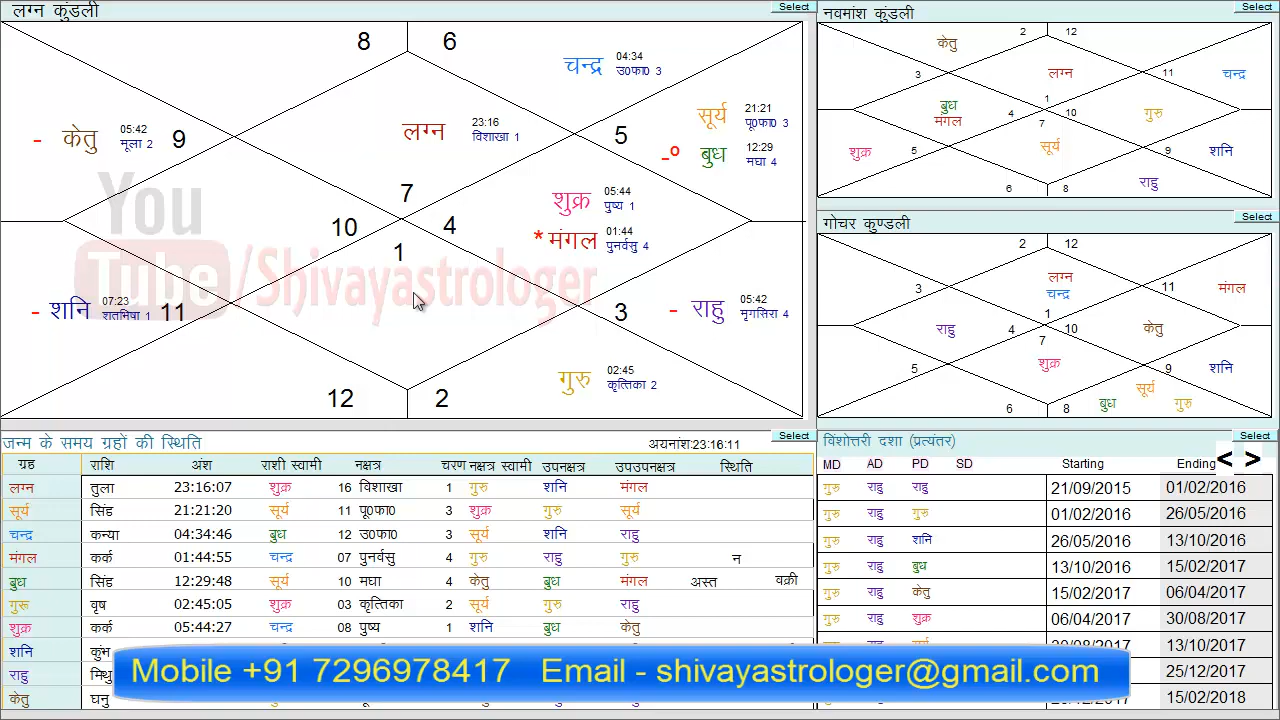 लग्न कुंडली
Select
8
6
चन्द्र 04:34
उ0फा0 3
सूर्य 21:21
पू0फा0 3
लग्न 23:16
विशाखा 1
5
-º बुध 12:29
मघा 4
- केतु 05:42
मूला 2
9
शुक्र 05:44
पुष्य 1
7
10
4
* मंगल 01:44
पुनर्वसु 4
1
You Tube/Shivayastrologer
- शनि 07:23
शतभिषा 1
11
3
- राहु 05:42
मृगसिरा 4
गुरु 02:45
कृत्तिका 2
12
2
नवमांश कुंडली
Select
2 12
केतु
3 लग्न 11 चन्द्र
बुध 1
मंगल 4 10 गुरु
7
शुक्र 5 सूर्य 9 शनि
6 8 राहु
गोचर कुण्डली
Select
2 12
लग्न
3 चन्द्र 11 मंगल
1
राहु 4 10 केतु
7
5 शुक्र 9 शनि
सूर्य
6 8 बुध गुरु
जन्म के समय ग्रहों की स्थिति
अयनांश:23:16:11
Select
ग्रह राशि अंश राशी स्वामी नक्षत्र चरण नक्षत्र स्वामी उपनक्षत्र उपउपनक्षत्र स्थिति
लग्न तुला 23:16:07 शुक्र 16 विशाखा 1 गुरु शनि मंगल
सूर्य सिंह 21:21:20 सूर्य 11 पू0फा0 3 शुक्र गुरु सूर्य
चन्द्र कन्या 04:34:46 बुध 12 उ0फा0 3 सूर्य शनि राहु
मंगल कर्क 01:44:55 चन्द्र 07 पुनर्वसु 4 गुरु राहु गुरु न
बुध सिंह 12:29:48 सूर्य 10 मघा 4 केतु बुध मंगल अस्त वक्री
गुरू वृष 02:45:05 शुक्र 03 कृत्तिका 2 सूर्य गुरु राहु
शुक्र कर्क 05:44:27 चन्द्र 08 पुष्य 1 शनि बुध केतु
शनि कुंभ
राहु
केतु धनु
विंशोत्तरी दशा (प्रत्यंतर)
Select
MD AD PD SD Starting Ending < >
गुरु राहु राहु 21/09/2015 01/02/2016
गुरु राहु गुरु 01/02/2016 26/05/2016
गुरु राहु शनि 26/05/2016 13/10/2016
गुरु राहु बुध 13/10/2016 15/02/2017
गुरु राहु केतु 15/02/2017 06/04/2017
गुरु राहु शुक्र 06/04/2017 30/08/2017
13/10/2017
25/12/2017
15/02/2018
Mobile +91 7296978417 Email - shivayastrologer@gmail.com